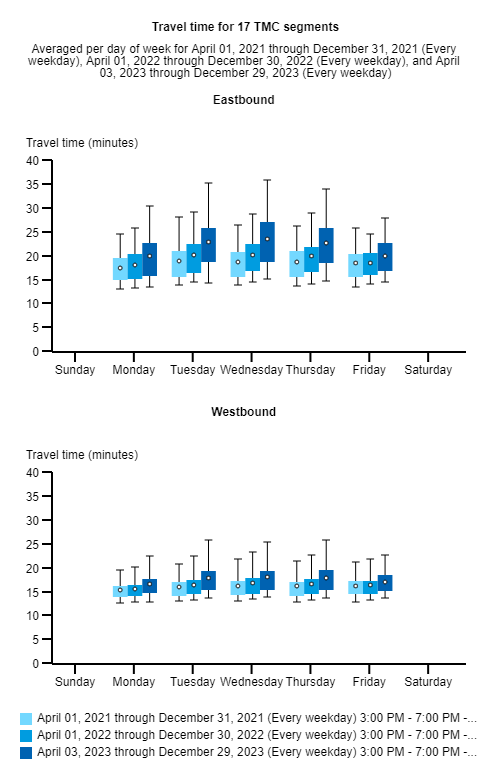 Travel time for 17 TMC segments
Averaged per day of week for April 01, 2021 through December 31, 2021 (Every
weekday), April 01, 2022 through December 30, 2022 (Every weekday), and April
03, 2023 through December 29, 2023 (Every weekday)
Eastbound
Travel time (minutes)
40
35
30
25
20
15
10
5
0
Sunday Monday Tuesday Wednesday Thursday Friday Saturday
Westbound
Travel time (minutes)
40
35
30
25
20
15
10
5
0
Sunday Monday Tuesday Wednesday Thursday Friday Saturday
April 01, 2021 through December 31, 2021 (Every weekday) 3:00 PM - 7:00 PM -...
April 01, 2022 through December 30, 2022 (Every weekday) 3:00 PM - 7:00 PM -...
April 03, 2023 through December 29, 2023 (Every weekday) 3:00 PM - 7:00 PM -...